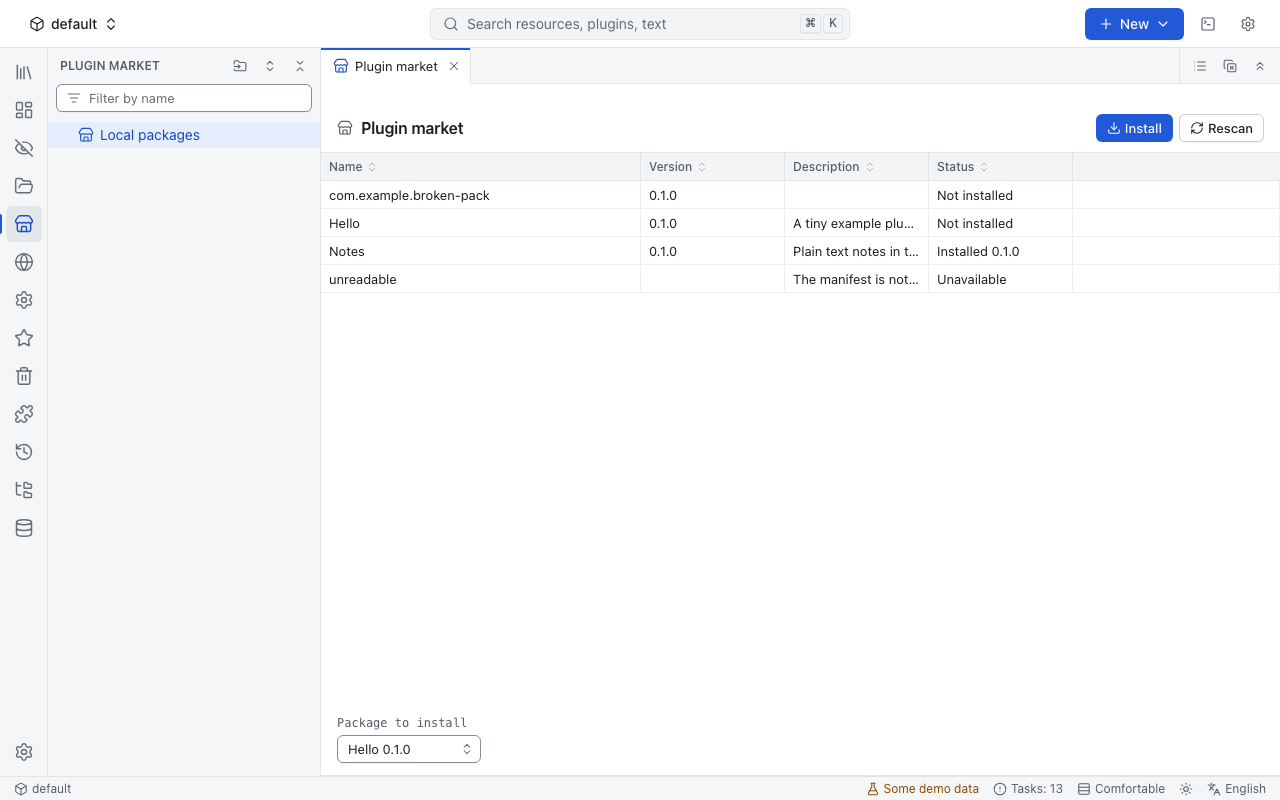 default
Search resources, plugins, text
⌘ K
New
PLUGIN MARKET
Filter by name
Local packages
Plugin market
Plugin market
Install
Rescan
Name Version Description Status
com.example.broken-pack 0.1.0 Not installed
Hello 0.1.0 A tiny example plu... Not installed
Notes 0.1.0 Plain text notes in t... Installed 0.1.0
unreadable The manifest is not... Unavailable
Package to install
Hello 0.1.0
default
Some demo data
Tasks: 13
Comfortable
English